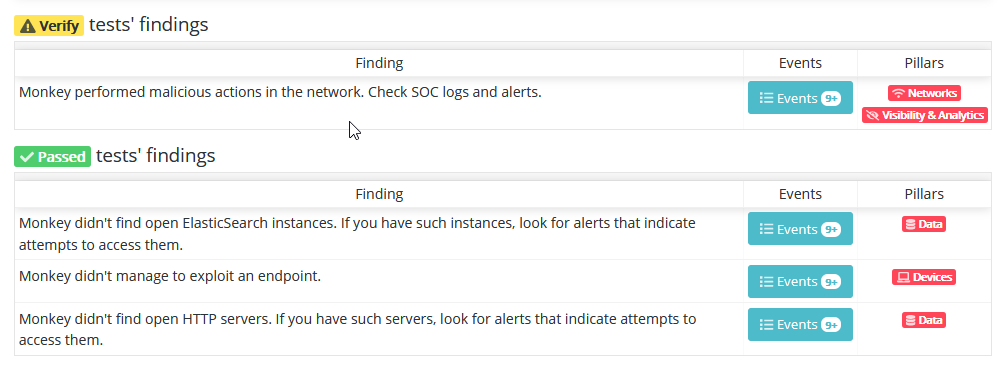 Verify tests' findings
Finding Events Pillars
Monkey performed malicious actions in the network. Check SOC logs and alerts. Events 9+ Networks
Visibility & Analytics
Passed tests' findings
Finding Events Pillars
Monkey didn't find open ElasticSearch instances. If you have such instances, look for alerts that indicate Events 9+ Data
attempts to access them.
Monkey didn't manage to exploit an endpoint. Events 9+ Devices
Monkey didn't find open HTTP servers. If you have such servers, look for alerts that indicate attempts to Events 9+ Data
access them.